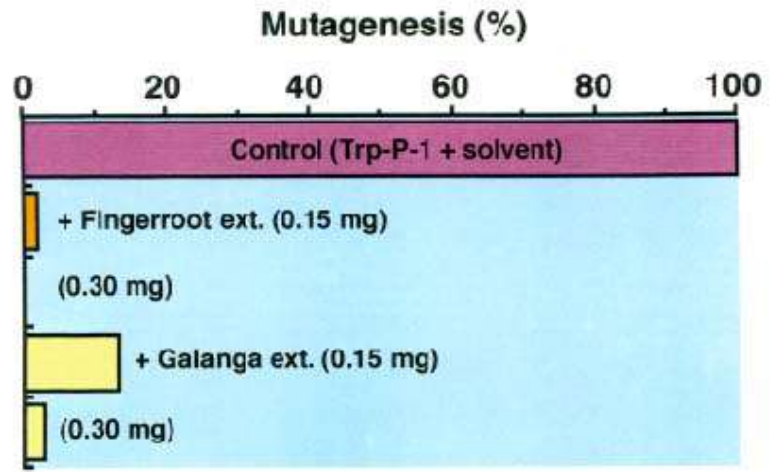 Mutagenesis (%)
0 20 40 60 80 100
Control (Trp-P-1 + solvent)
+ Fingerroot ext. (0.15 mg)
(0.30 mg)
+ Galanga ext. (0.15 mg)
(0.30 mg)